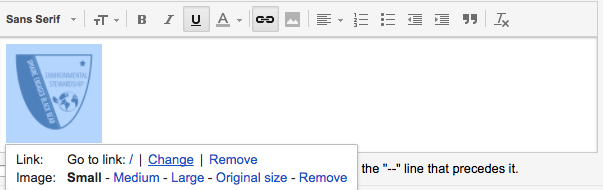 Sans Serif
ENVIRONMENTAL
STEWARDSHIP
Link: Go to link: / | Change | Remove
Image: Small - Medium - Large - Original size - Remove
the "--" line that precedes it.